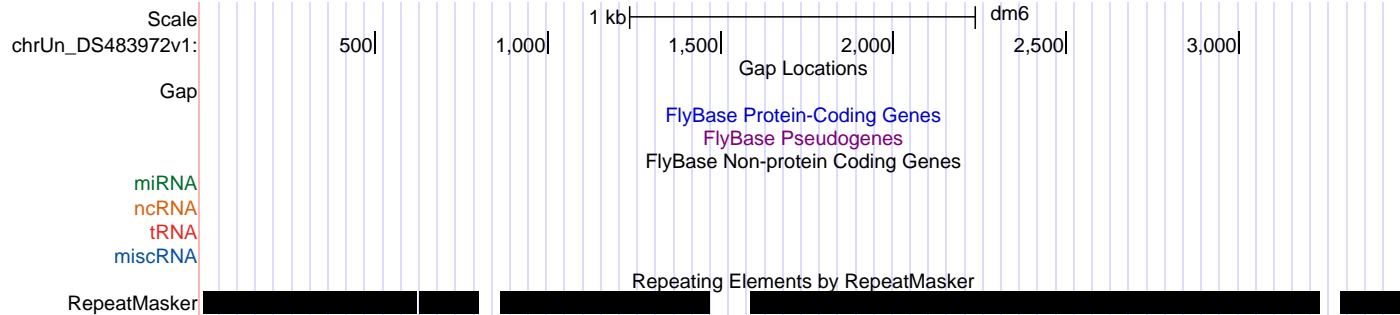 Scale 1 kb dm6
chrUn_DS483972v1: 500 1,000 1,500 2,000 2,500 3,000
Gap Locations
Gap
FlyBase Protein-Coding Genes
FlyBase Pseudogenes
FlyBase Non-protein Coding Genes
miRNA
ncRNA
tRNA
miscRNA
Repeating Elements by RepeatMasker
RepeatMasker